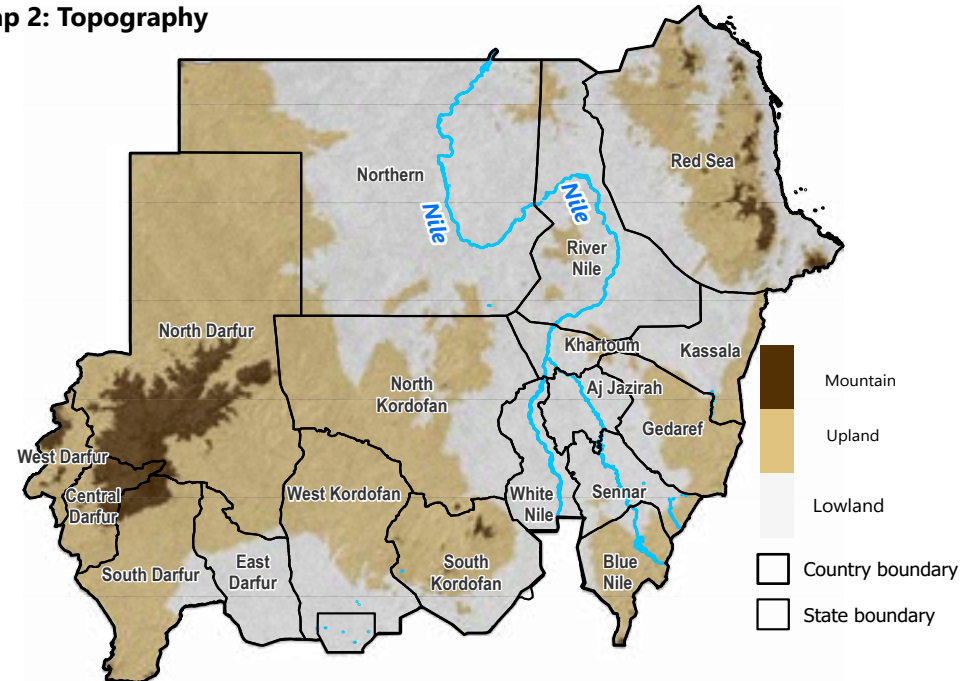 p 2: Topography
Northern
Nile
Nile
Red Sea
River
Nile
North Darfur
Khartoum
Kassala
North
Kordofan
Aj Jazirah
Gedaref
West Darfur
Central
Darfur
West Kordofan
White
Nile
Sennar
South Darfur
East
Darfur
South
Kordofan
Blue
Nile
Mountain
Upland
Lowland
Country boundary
State boundary